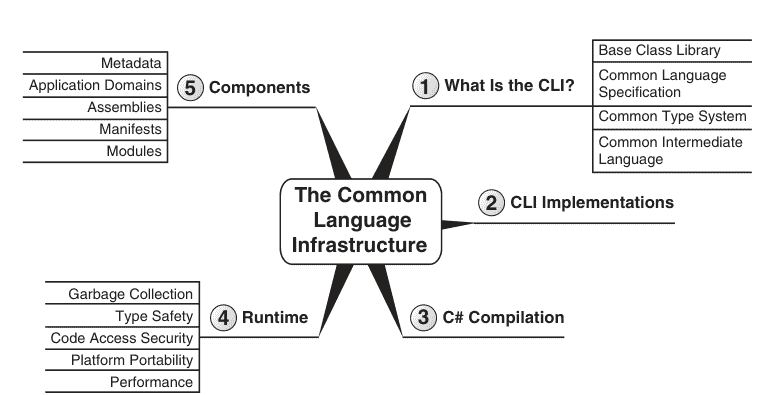 The Common
Language
Infrastructure
1 What Is the CLI?
Base Class Library
Common Language
Specification
Common Type System
Common Intermediate
Language
2 CLI Implementations
3 C# Compilation
4 Runtime
Garbage Collection
Type Safety
Code Access Security
Platform Portability
Performance
5 Components
Metadata
Application Domains
Assemblies
Manifests
Modules